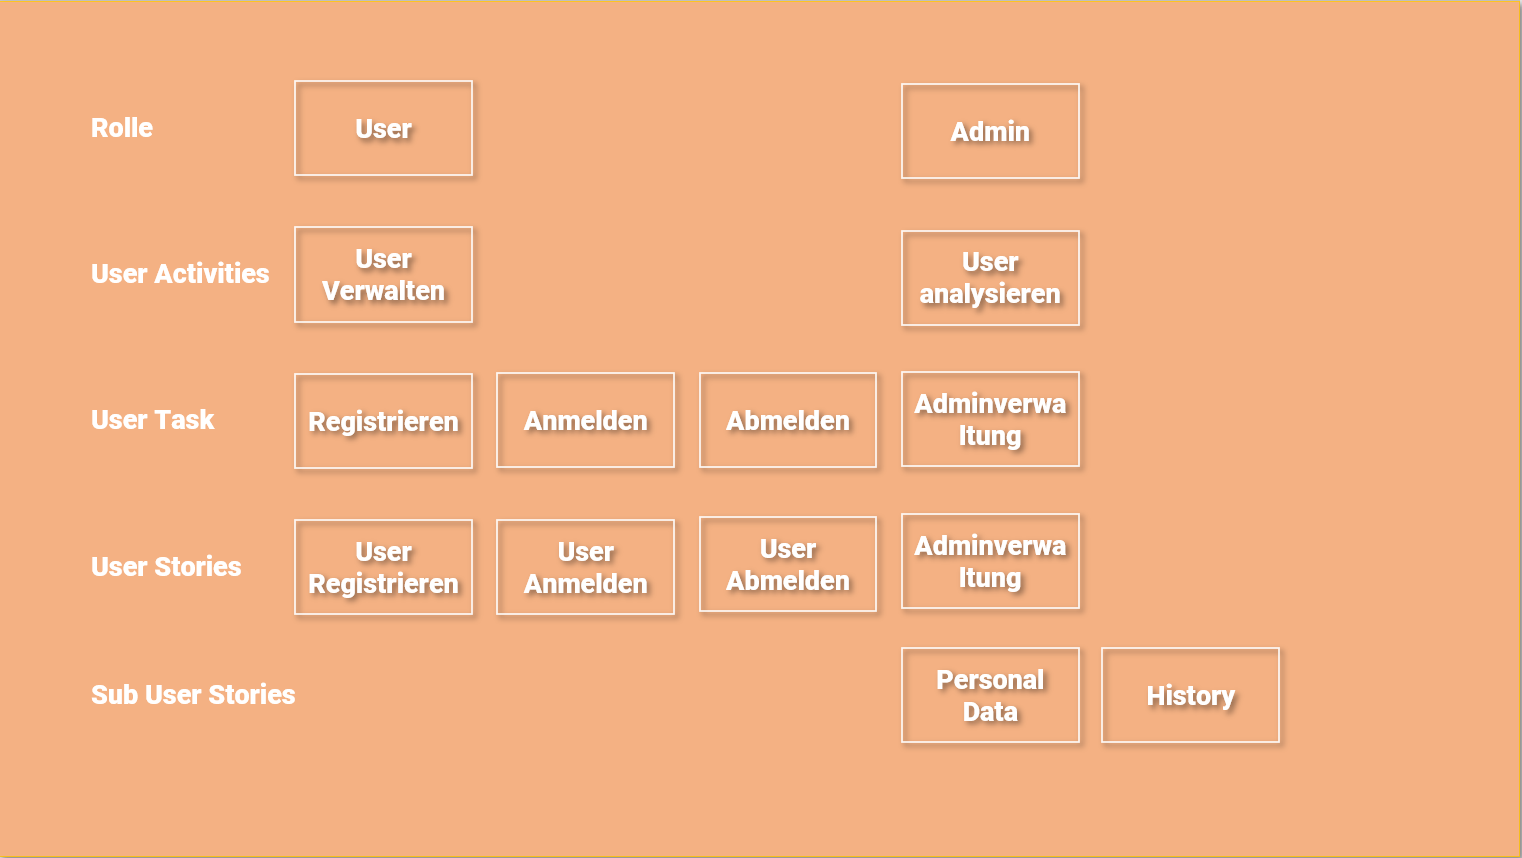 Rolle
User
Admin
User Activities
User
Verwalten
User
analysieren
User Task
Registrieren
Anmelden
Abmelden
Adminverwa
ltung
User Stories
User
Registrieren
User
Anmelden
User
Abmelden
Adminverwa
ltung
Sub User Stories
Personal
Data
History